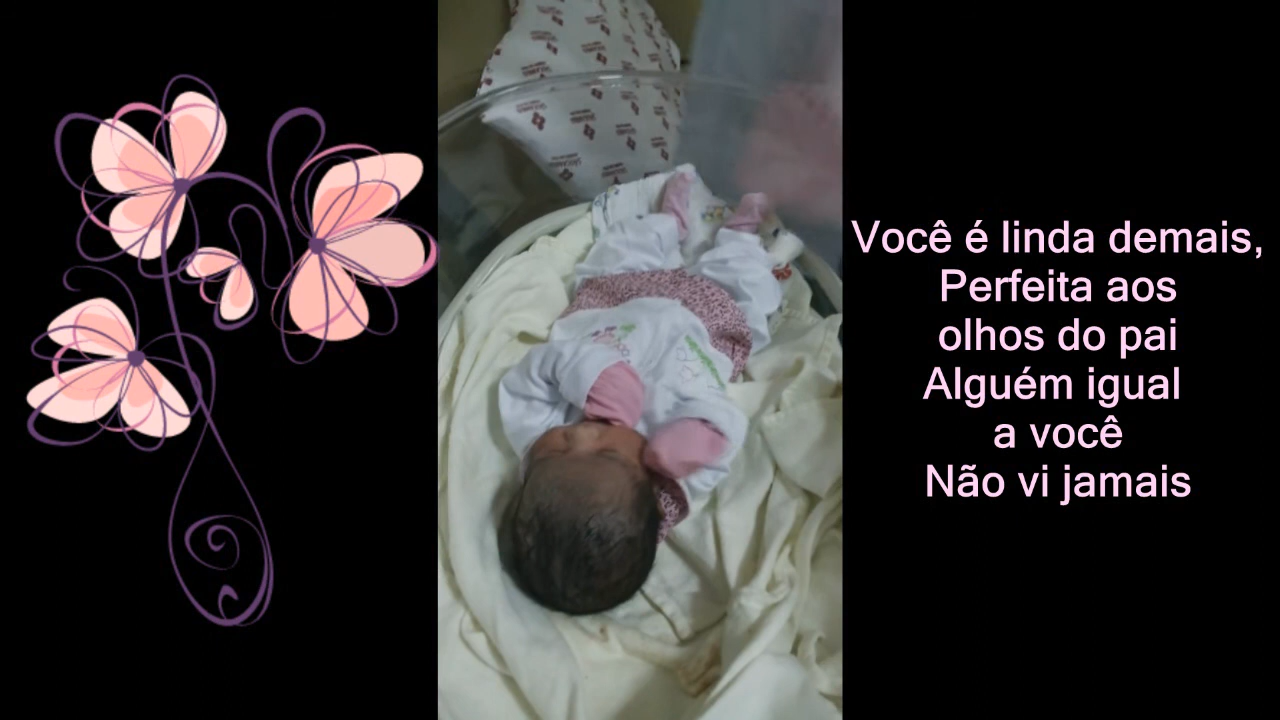 Você é linda demais,
Perfeita aos
olhos do pai
Alguém igual
a você
Não vi jamais